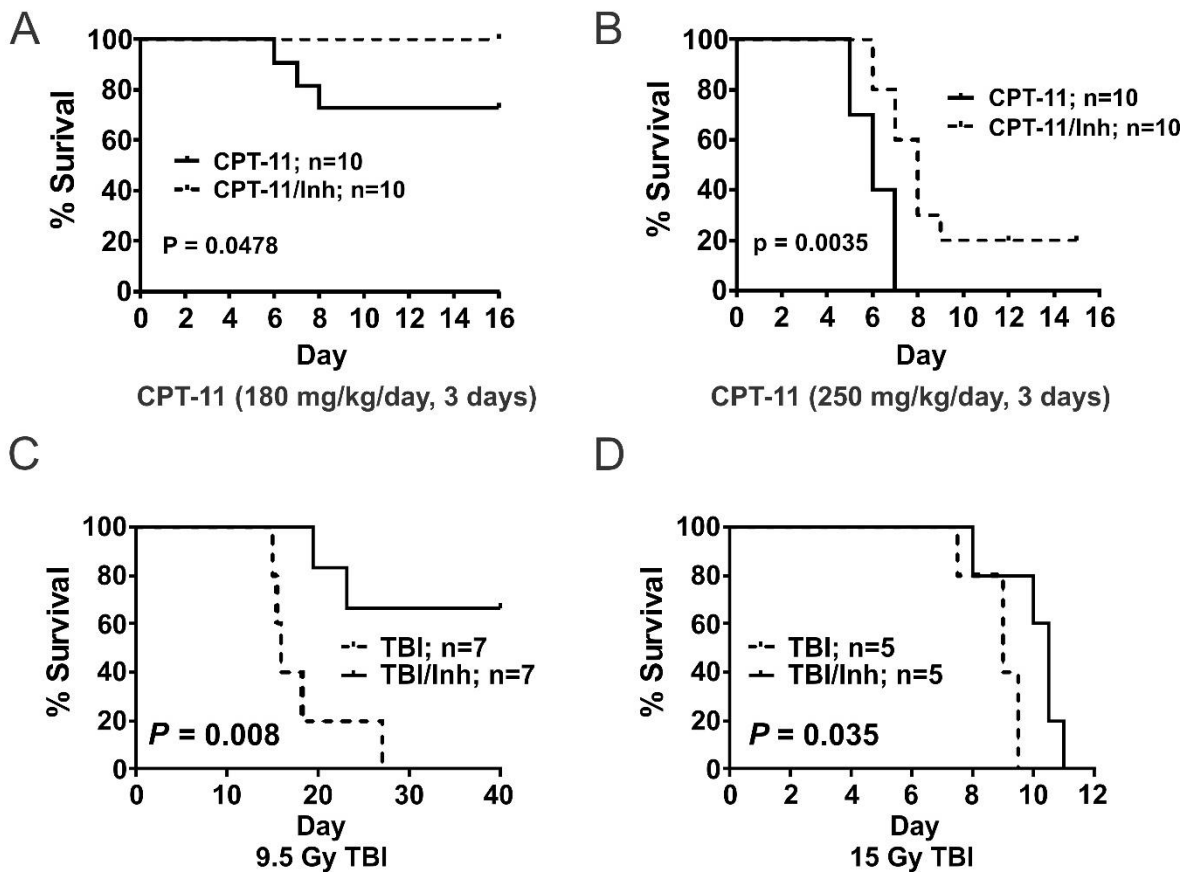 A
% Surival
100
80
60
40
20
0
CPT-11; n=10
CPT-11/Inh; n=10
P = 0.0478
0 2 4 6 8 10 12 14 16
Day
CPT-11 (180 mg/kg/day, 3 days)
B
% Survival
100
80
60
40
20
0
CPT-11; n=10
CPT-11/Inh; n=10
p = 0.0035
0 2 4 6 8 10 12 14 16
Day
CPT-11 (250 mg/kg/day, 3 days)
C
% Survival
100
80
60
40
20
0
TBI; n=7
TBI/Inh; n=7
P = 0.008
0 10 20 30 40
Day
9.5 Gy TBI
D
% Survival
100
80
60
40
20
0
TBI; n=5
TBI/Inh; n=5
P = 0.035
0 2 4 6 8 10 12
Day
15 Gy TBI